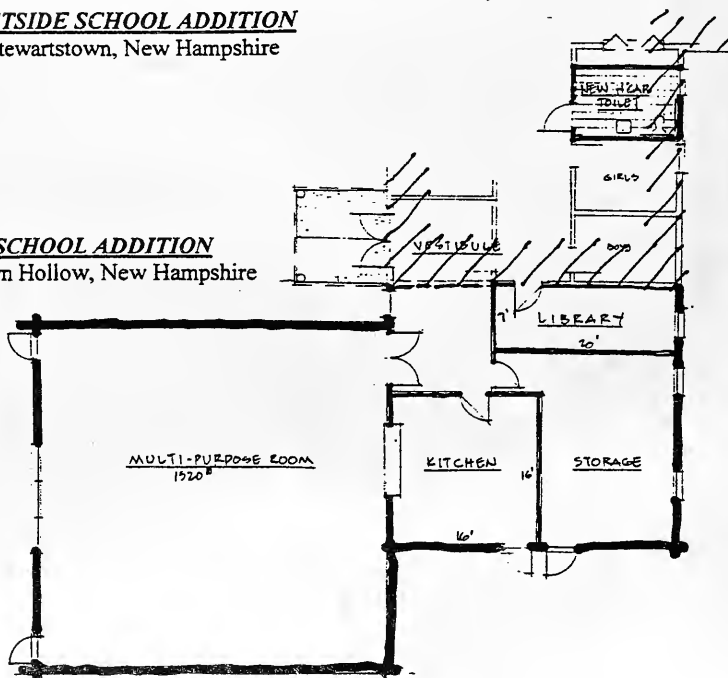 TSIDE SCHOOL ADDITION
tewartstown, New Hampshire
NEW H'CAP
TOILET
GIRLS
SCHOOL ADDITION
n Hollow, New Hampshire
VESTIBULE
BOYS
7'
LIBRARY
20'
MULTI-PURPOSE ROOM
1520
KITCHEN
16'
STORAGE
16'